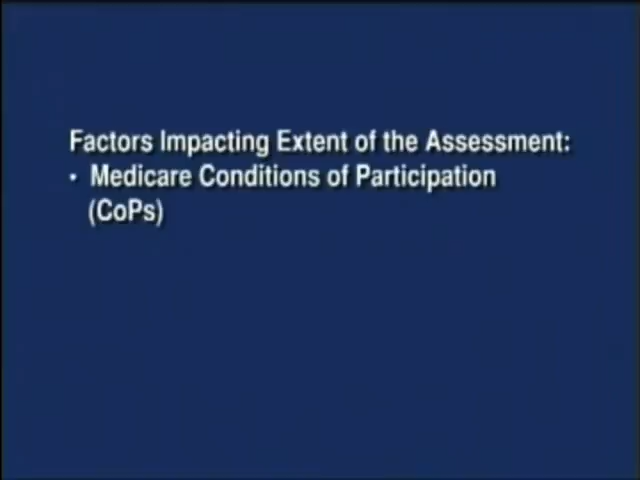 Factors Impacting Extent of the Assessment:
• Medicare Conditions of Participation
(CoPs)